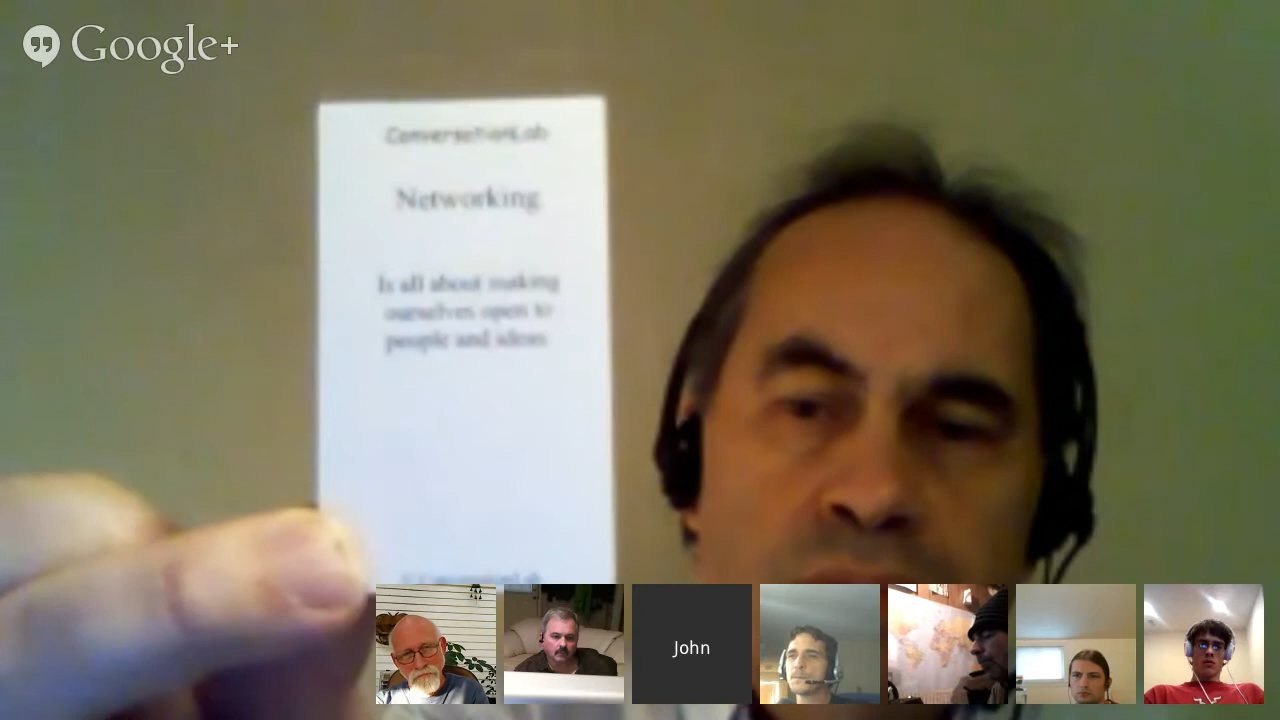 Google+
ConversationLab
Networking
Is all about making
ourselves open to
people and ideas
John